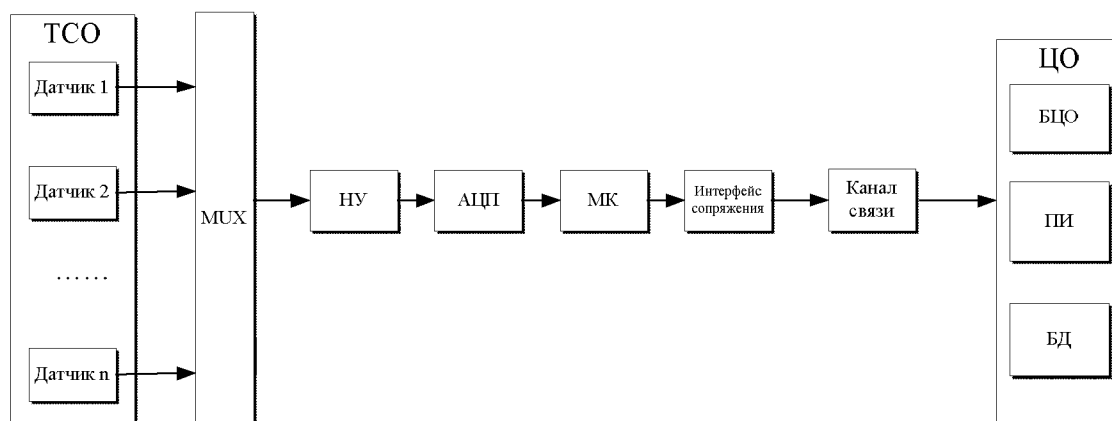 ТСО
Датчик 1
Датчик 2
……
Датчик n
MUX
НУ
АЦП
МК
Интерфейс
сопряжения
Канал
связи
ЦО
БЦО
ПИ
БД